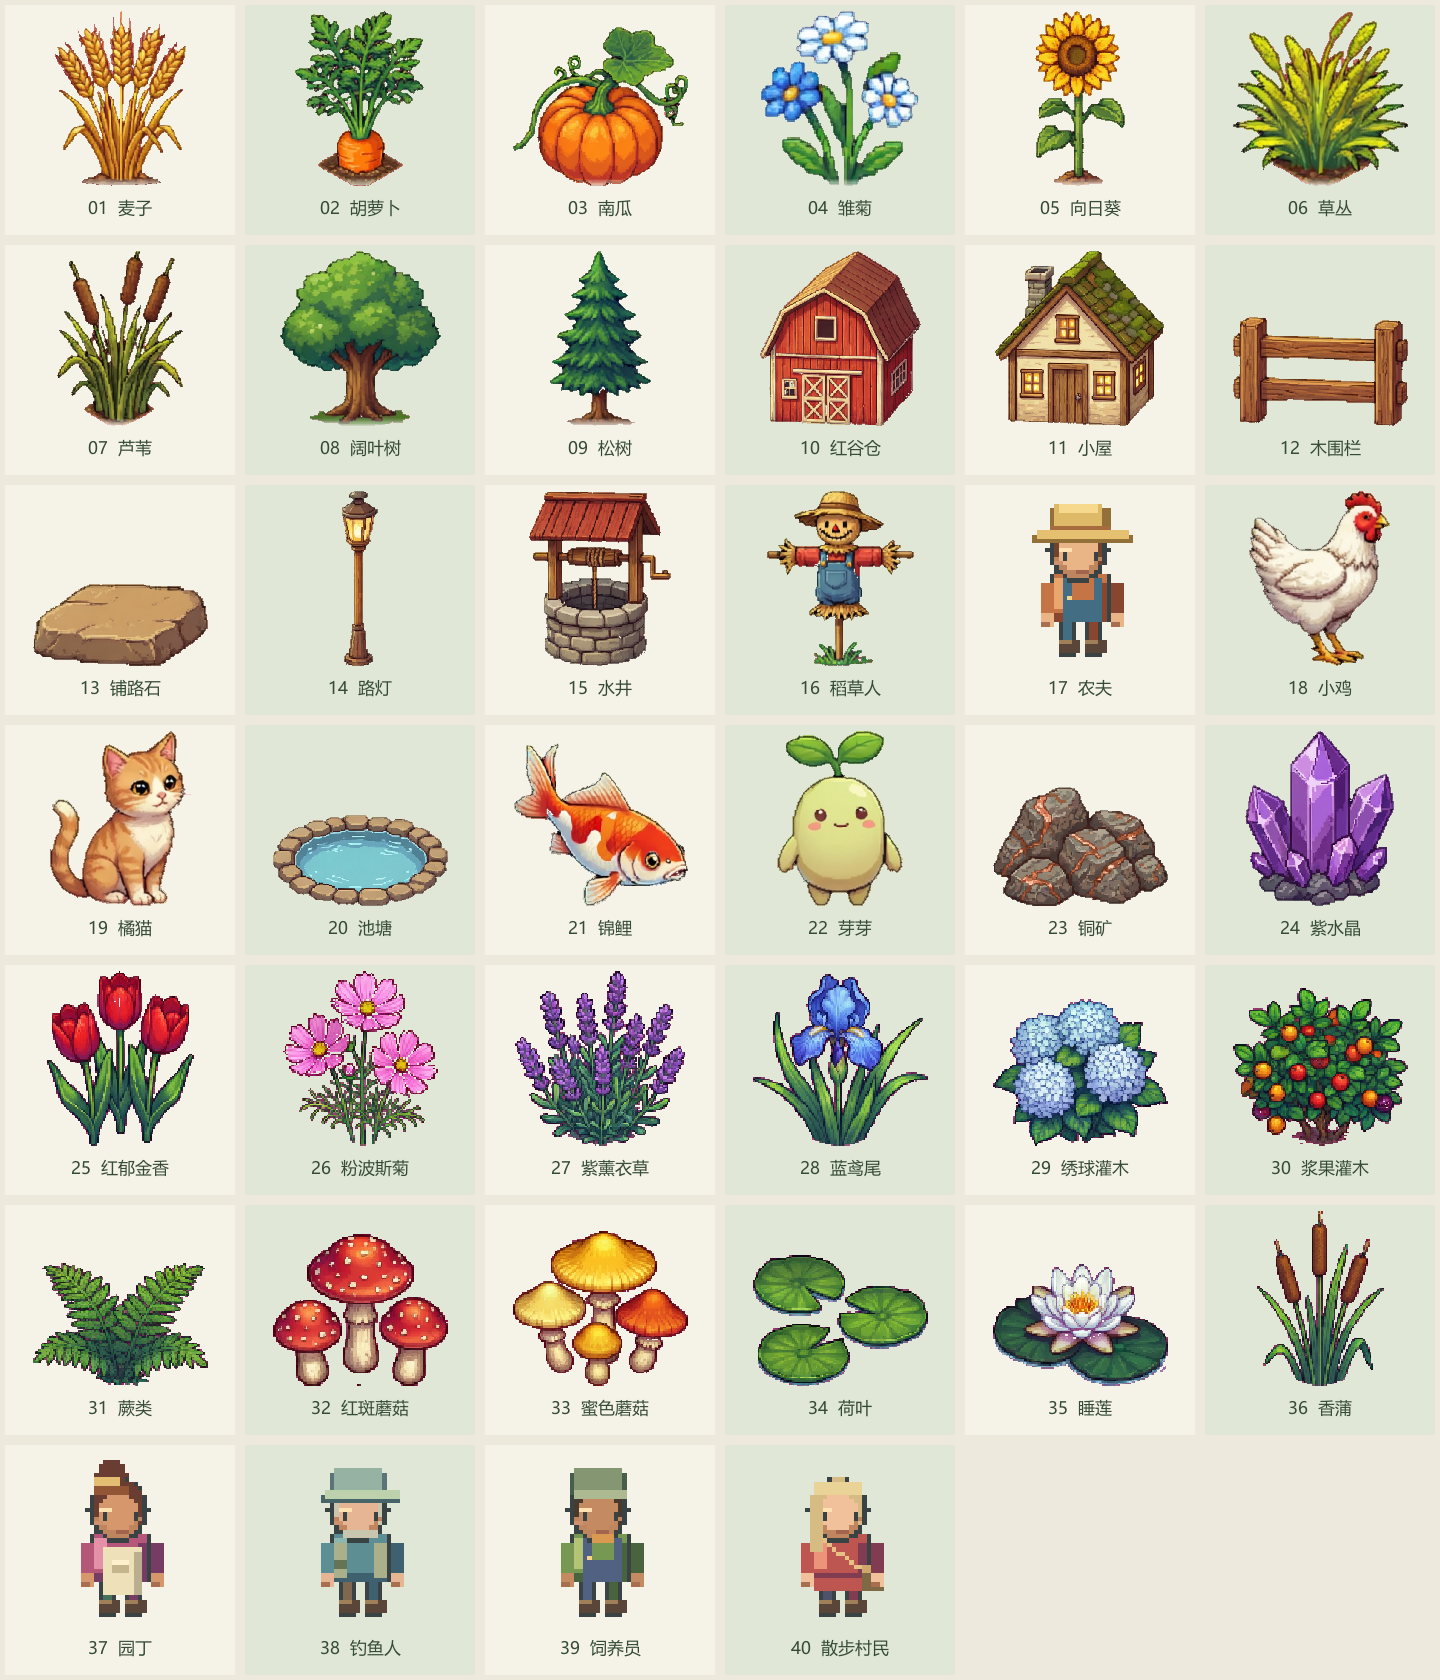 01 麦子
02 胡萝卜
03 南瓜
04 雏菊
05 向日葵
06 草丛
07 芦苇
08 阔叶树
09 松树
10 红谷仓
11 小屋
12 木围栏
13 铺路石
14 路灯
15 水井
16 稻草人
17 农夫
18 小鸡
19 橘猫
20 池塘
21 锦鲤
22 芽芽
23 铜矿
24 紫水晶
25 红郁金香
26 粉波斯菊
27 紫薰衣草
28 蓝鸢尾
29 绣球灌木
30 浆果灌木
31 蕨类
32 红斑蘑菇
33 蜜色蘑菇
34 荷叶
35 睡莲
36 香蒲
37 园丁
38 钓鱼人
39 饲养员
40 散步村民